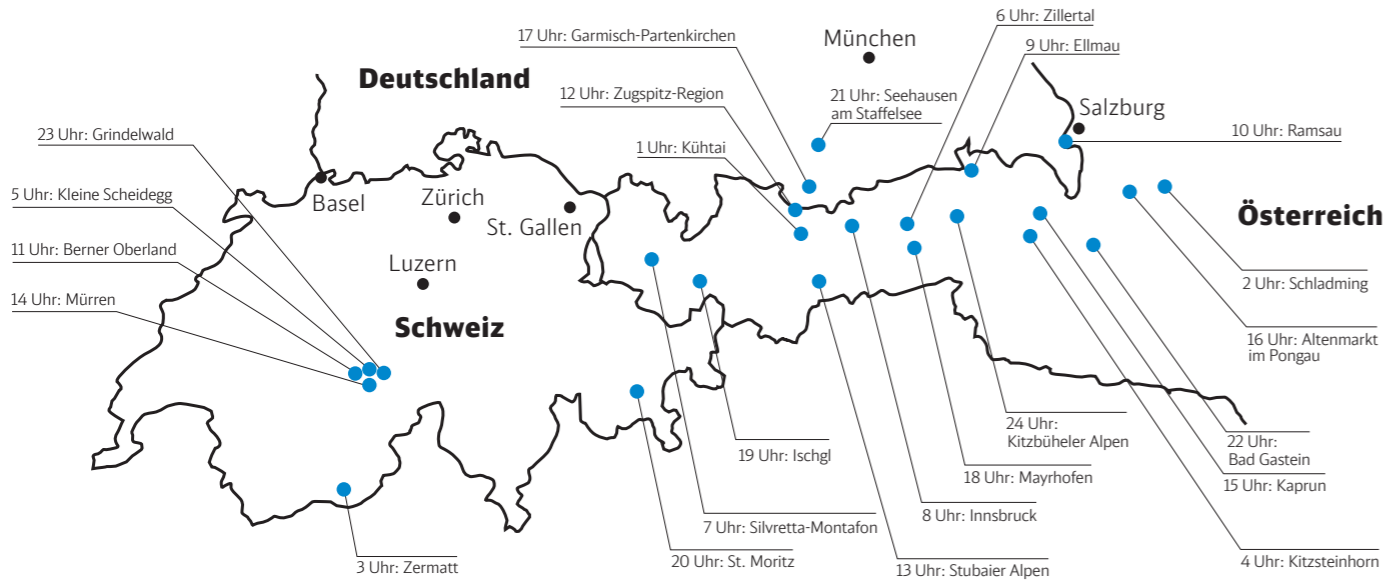 6 Uhr: Zillertal
17 Uhr: Garmisch-Partenkirchen
München
9 Uhr: Ellmau
Deutschland
12 Uhr: Zugspitz-Region
21 Uhr: Seehausen
am Staffelsee
Salzburg
23 Uhr: Grindelwald
1 Uhr: Kühtai
10 Uhr: Ramsau
5 Uhr: Kleine Scheidegg
Basel
Zürich
St. Gallen
Österreich
11 Uhr: Berner Oberland
Luzern
2 Uhr: Schladming
14 Uhr: Mürren
Schweiz
16 Uhr: Altenmarkt
im Pongau
24 Uhr:
Kitzbüheler Alpen
22 Uhr:
Bad Gastein
19 Uhr: Ischgl
18 Uhr: Mayrhofen
15 Uhr: Kaprun
7 Uhr: Silvretta-Montafon
8 Uhr: Innsbruck
3 Uhr: Zermatt
20 Uhr: St. Moritz
13 Uhr: Stubaier Alpen
4 Uhr: Kitzsteinhorn